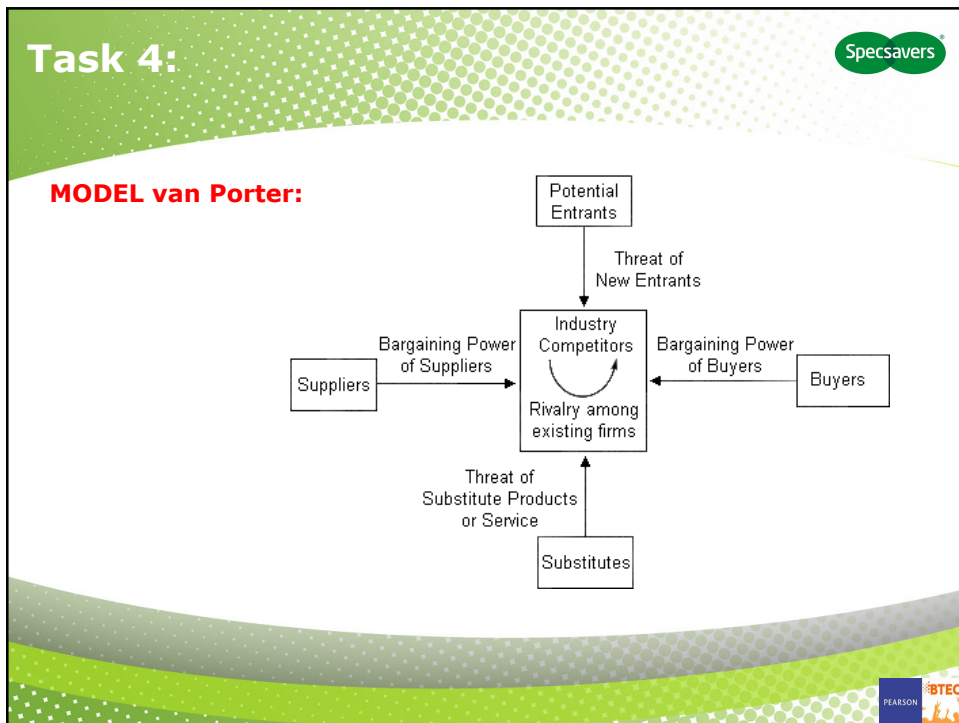 Task 4:
Specsavers®
MODEL van Porter:
Potential
Entrants
Threat of
New Entrants
Industry
Competitors
Bargaining Power
of Suppliers
Bargaining Power
of Buyers
Suppliers
Buyers
Rivalry among
existing firms
Threat of
Substitute Products
or Service
Substitutes
PEARSON
BTEC